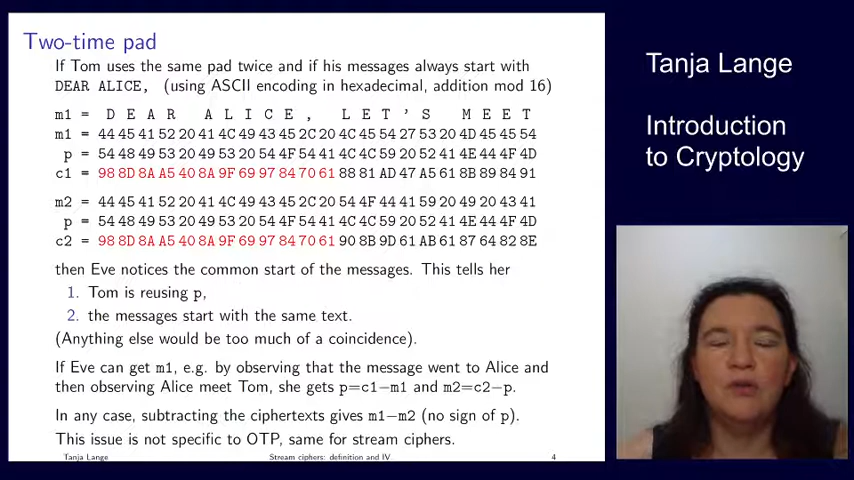 Two-time pad
If Tom uses the same pad twice and if his messages always start with
DEAR ALICE, (using ASCII encoding in hexadecimal, addition mod 16)
m1 = D E A R A L I C E , L E T ' S M E E T
m1 = 44 45 41 52 20 41 4C 49 43 45 2C 20 4C 45 54 27 53 20 4D 45 45 54
p = 54 48 49 53 20 49 53 20 54 4F 54 41 4C 4C 59 20 52 41 4E 44 4F 4D
c1 = 98 8D 8A A5 40 8A 9F 69 97 84 70 61 88 81 AD 47 A5 61 8B 89 84 91
m2 = 44 45 41 52 20 41 4C 49 43 45 2C 20 54 4F 44 41 59 20 49 20 43 41
p = 54 48 49 53 20 49 53 20 54 4F 54 41 4C 4C 59 20 52 41 4E 44 4F 4D
c2 = 98 8D 8A A5 40 8A 9F 69 97 84 70 61 90 8B 9D 61 AB 61 87 64 82 8E
then Eve notices the common start of the messages. This tells her
1. Tom is reusing p,
2. the messages start with the same text.
(Anything else would be too much of a coincidence).
If Eve can get m1, e.g. by observing that the message went to Alice and
then observing Alice meet Tom, she gets p=c1−m1 and m2=c2−p.
In any case, subtracting the ciphertexts gives m1−m2 (no sign of p).
This issue is not specific to OTP, same for stream ciphers.
Tanja Lange Stream ciphers: definition and IV 4
Tanja Lange
Introduction
to Cryptology